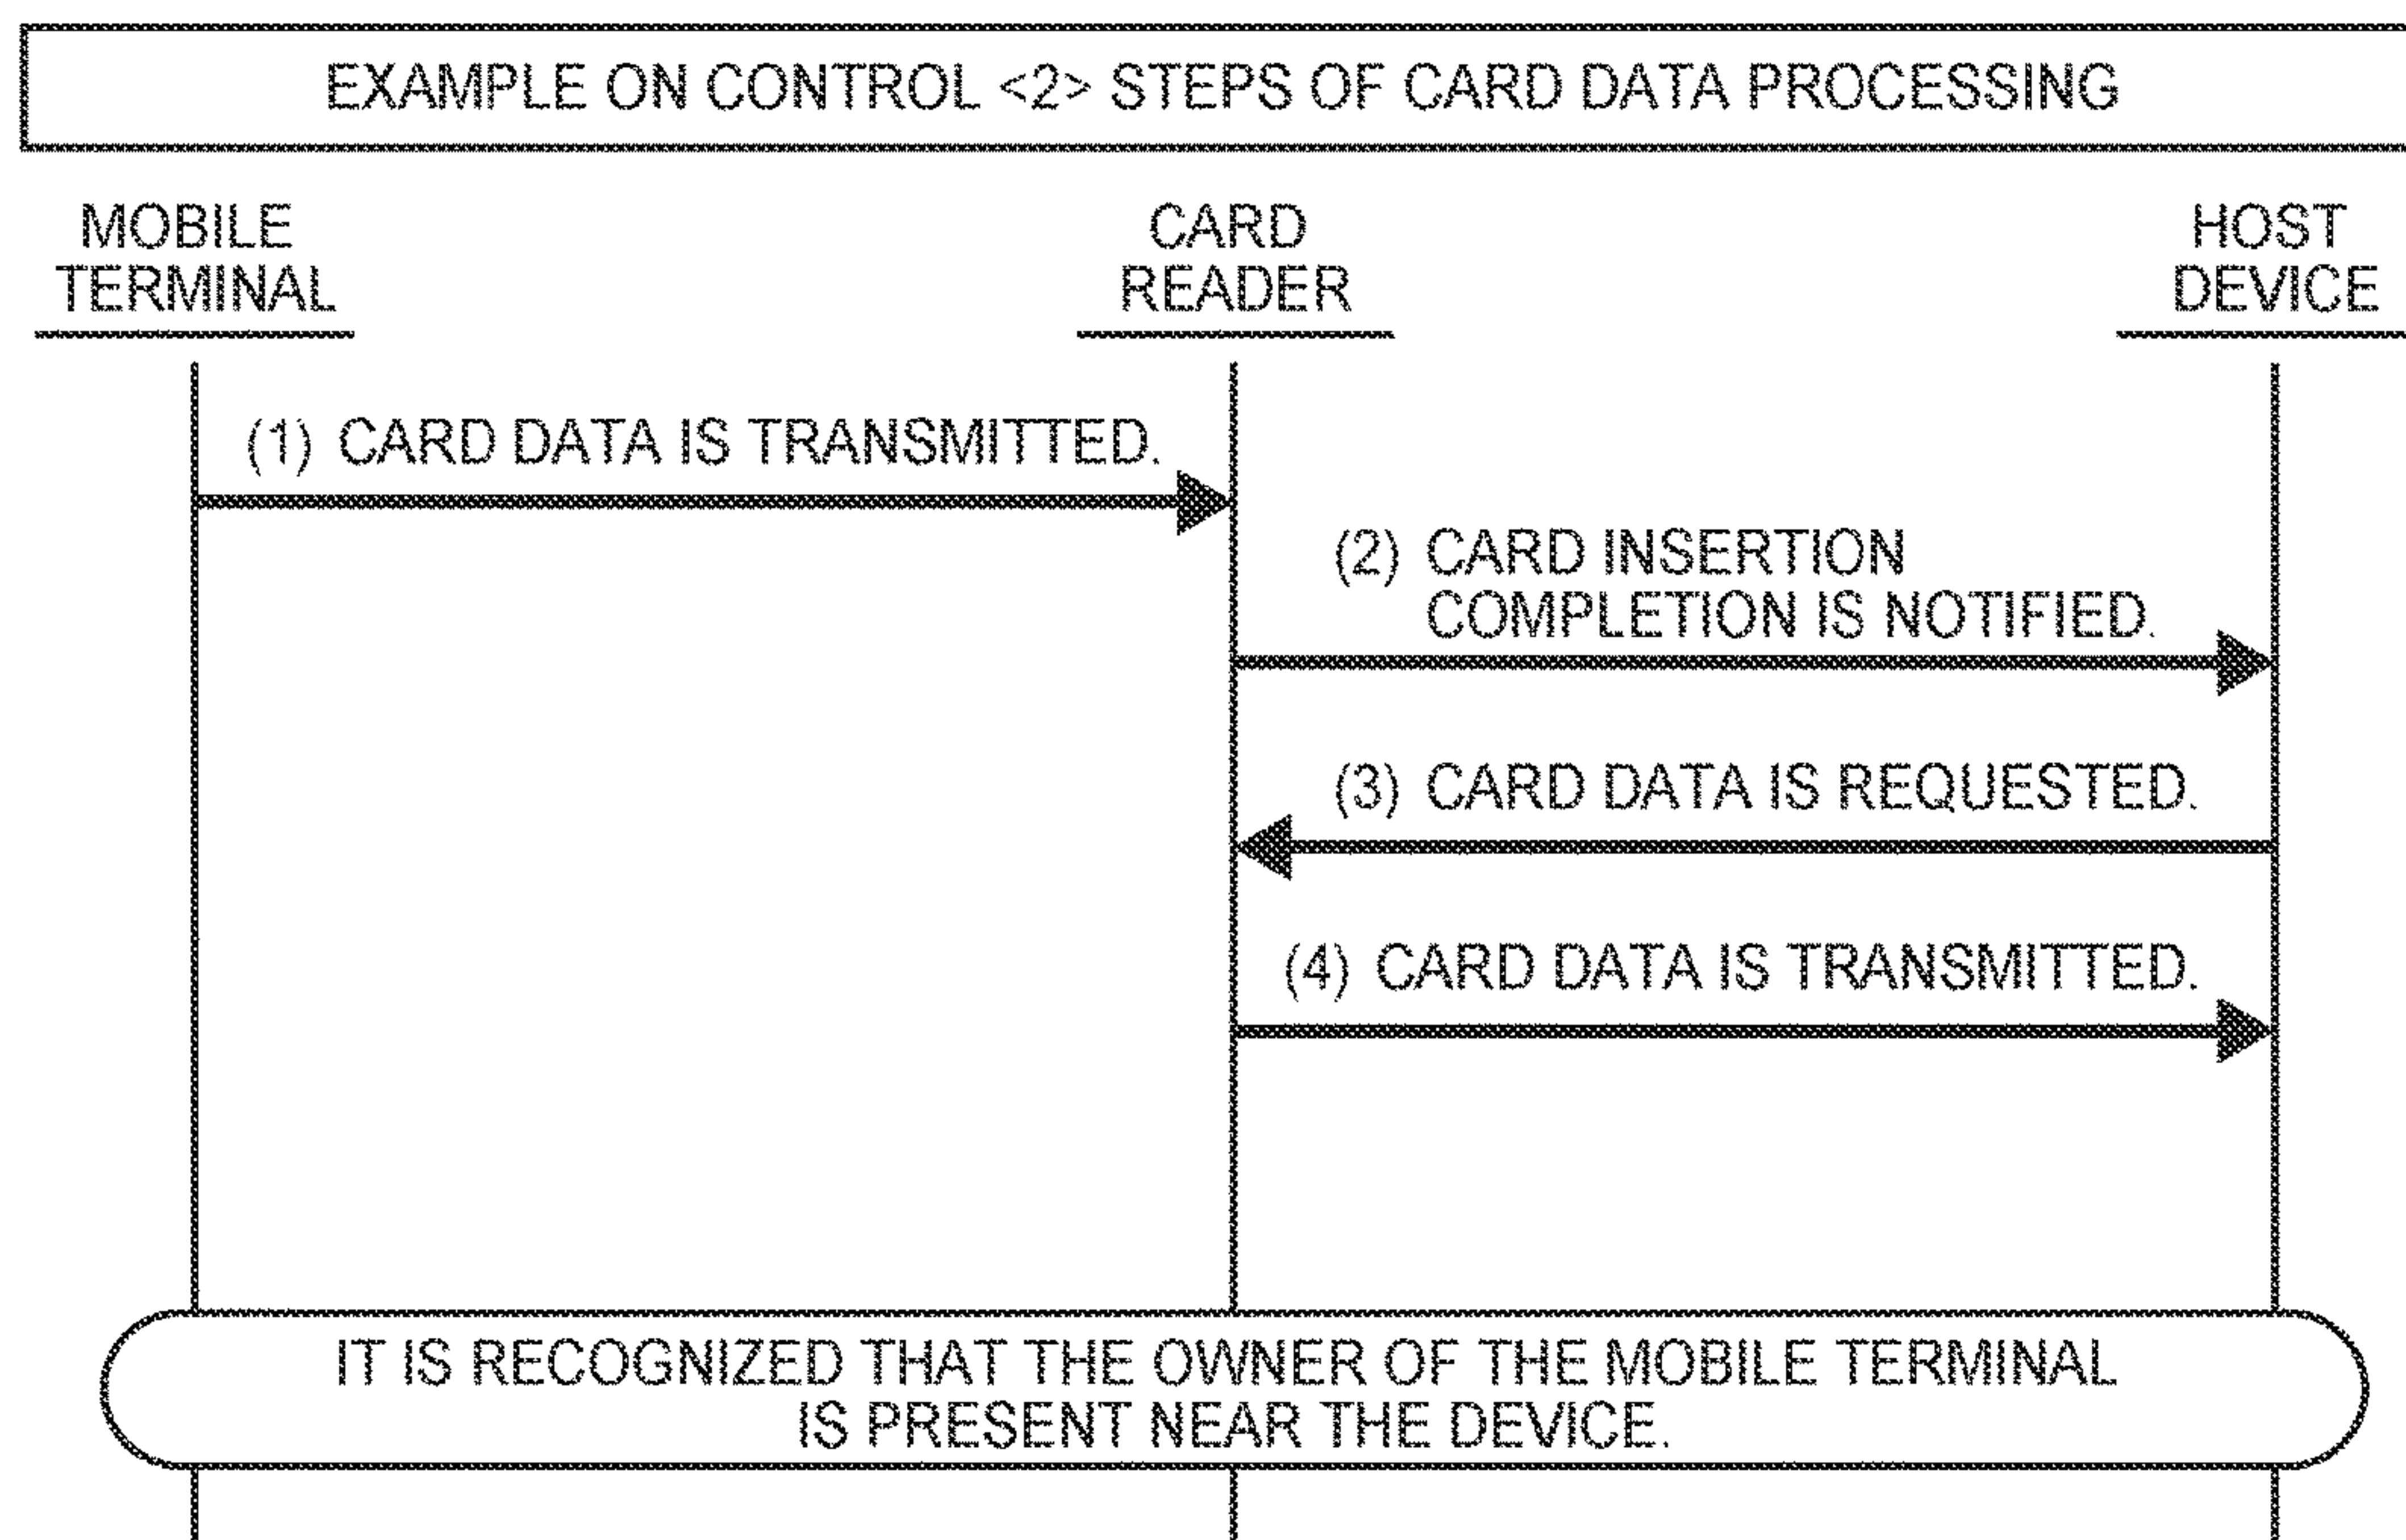 EXAMPLE ON CONTROL <2> STEPS OF CARD DATA PROCESSING
MOBILE
TERMINAL
CARD
READER
HOST
DEVICE
(1) CARD DATA IS TRANSMITTED.
(2) CARD INSERTION
COMPLETION IS NOTIFIED.
(3) CARD DATA IS REQUESTED.
(4) CARD DATA IS TRANSMITTED.
IT IS RECOGNIZED THAT THE OWNER OF THE MOBILE TERMINAL
IS PRESENT NEAR THE DEVICE.